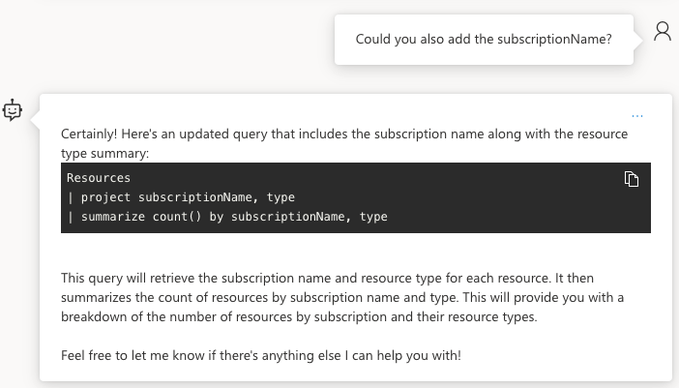 Could you also add the subscriptionName?
...
Certainly! Here's an updated query that includes the subscription name along with the resource
type summary:
Resources
| project subscriptionName, type
| summarize count() by subscriptionName, type
This query will retrieve the subscription name and resource type for each resource. It then
summarizes the count of resources by subscription name and type. This will provide you with a
breakdown of the number of resources by subscription and their resource types.
Feel free to let me know if there's anything else I can help you with!